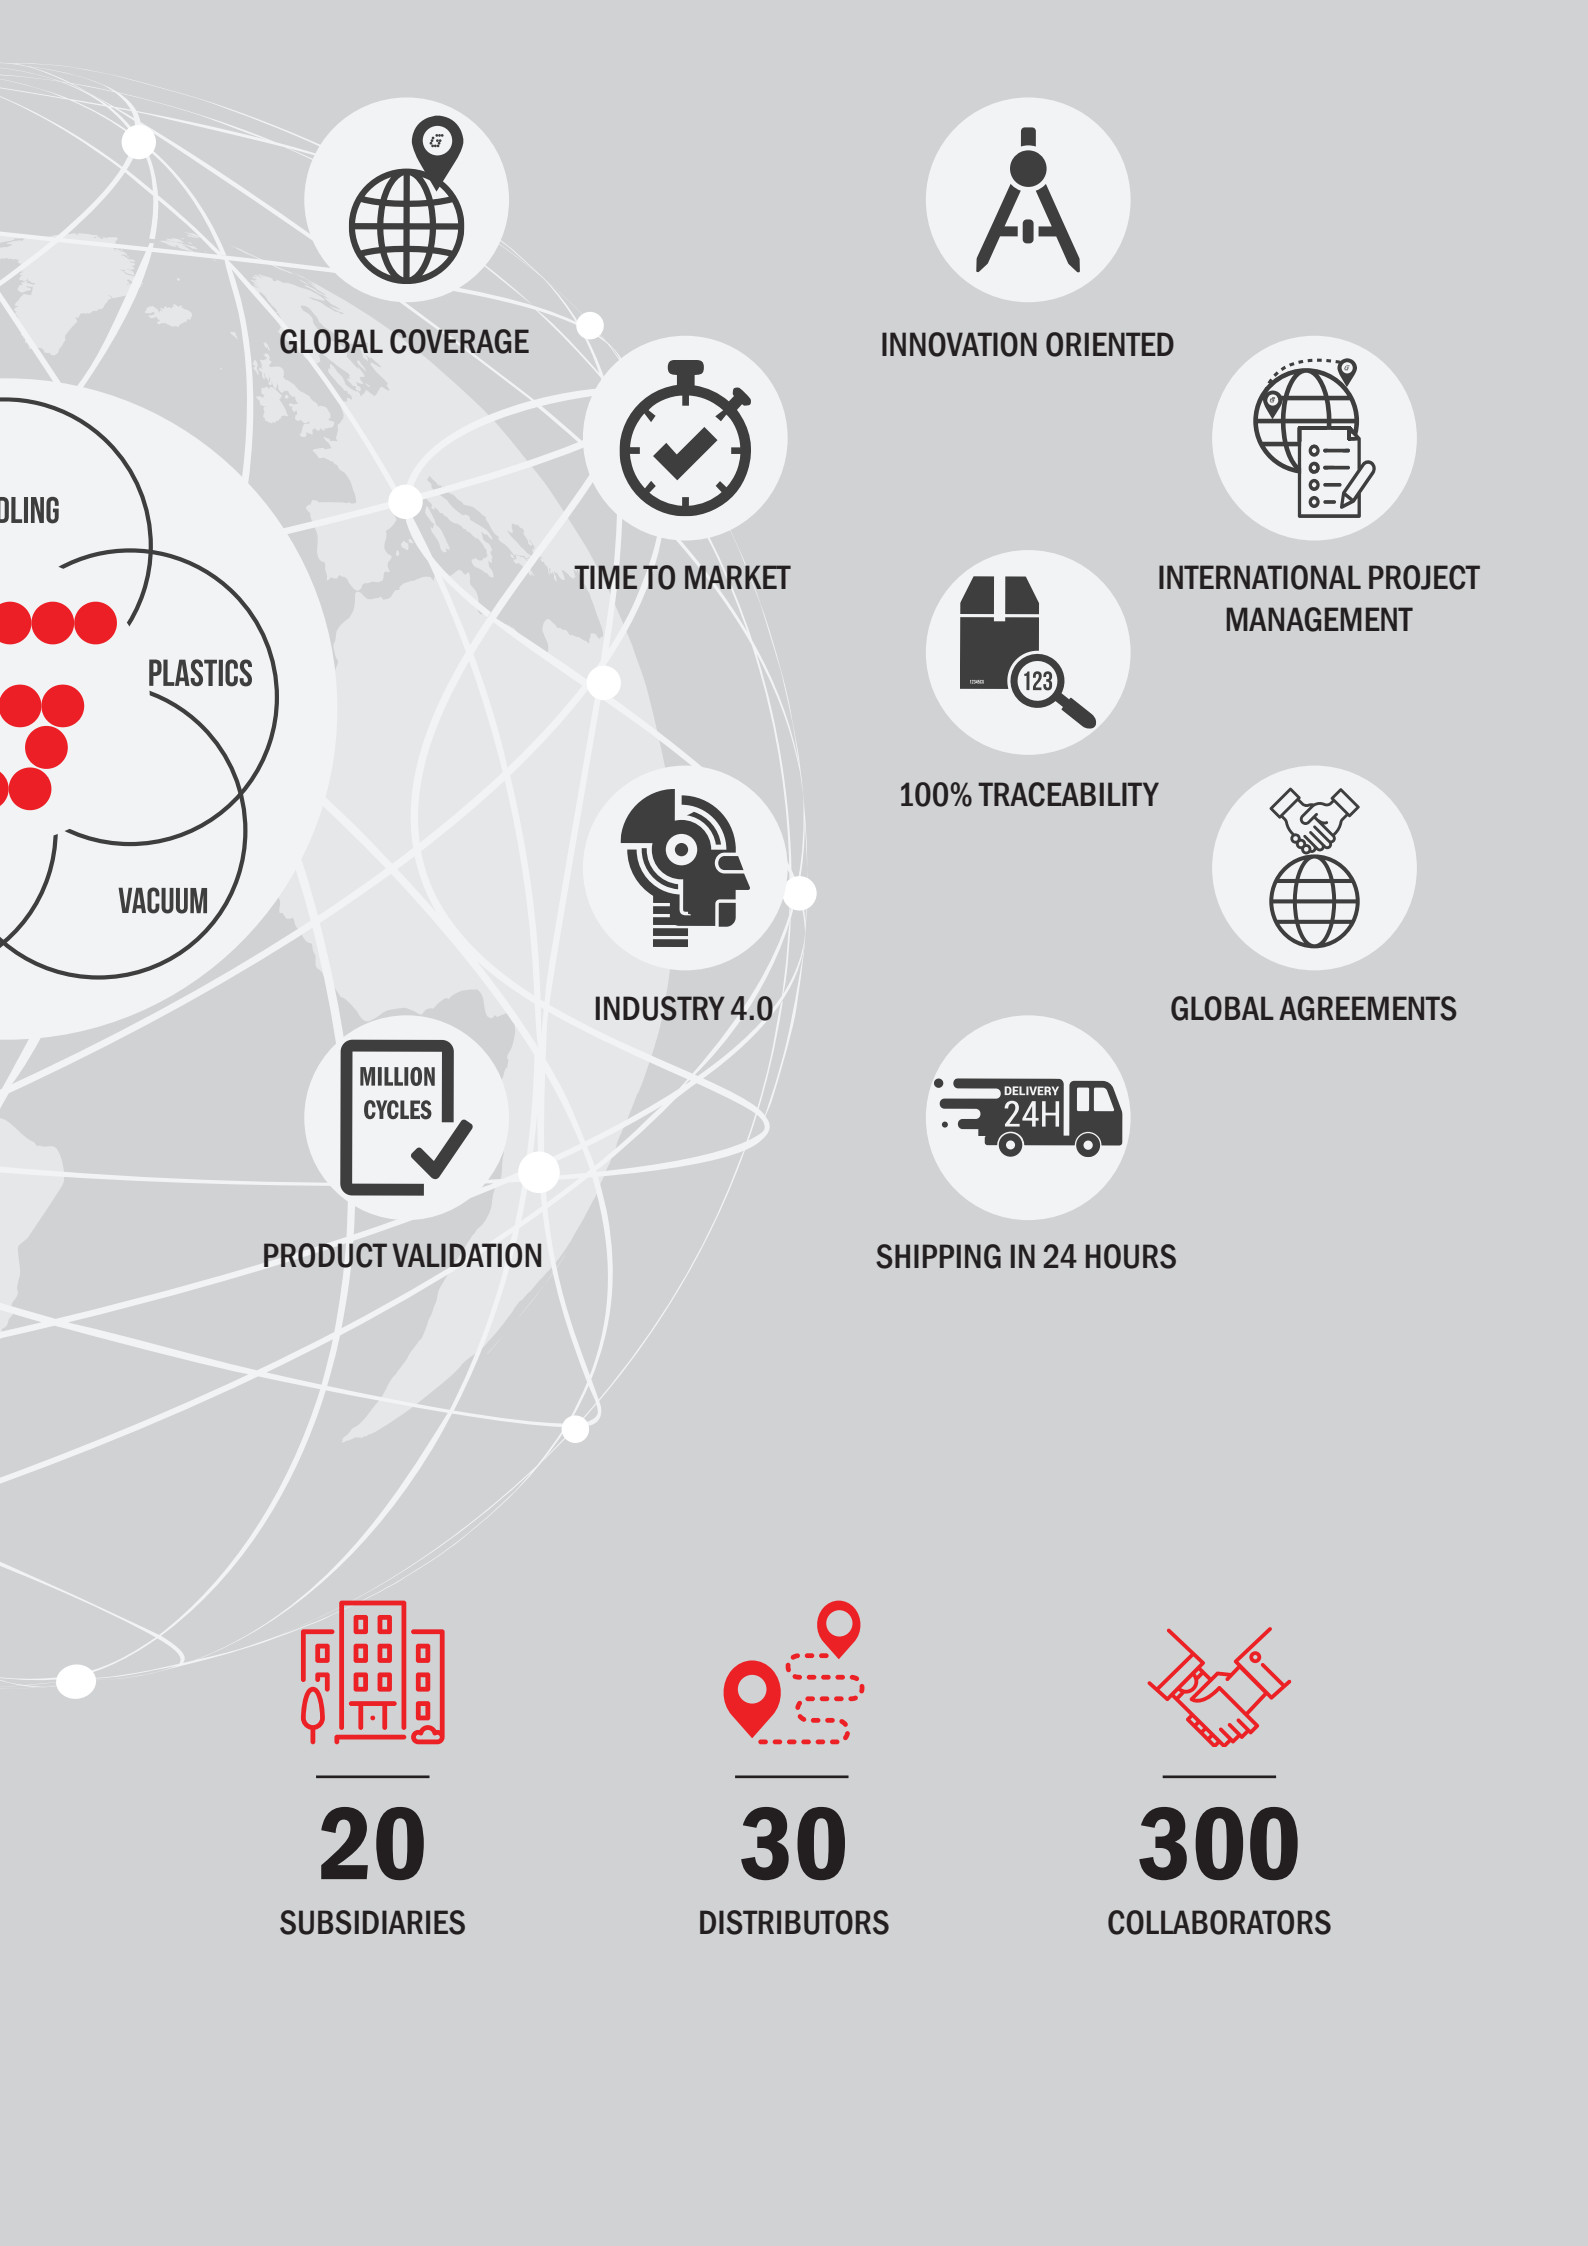 GLOBAL COVERAGE
INNOVATION ORIENTED
DLING
TIME TO MARKET
INTERNATIONAL PROJECT
MANAGEMENT
PLASTICS
123
100% TRACEABILITY
VACUUM
INDUSTRY 4.0
GLOBAL AGREEMENTS
MILLION
CYCLES
DELIVERY
24H
PRODUCT VALIDATION
SHIPPING IN 24 HOURS
20
SUBSIDIARIES
30
DISTRIBUTORS
300
COLLABORATORS